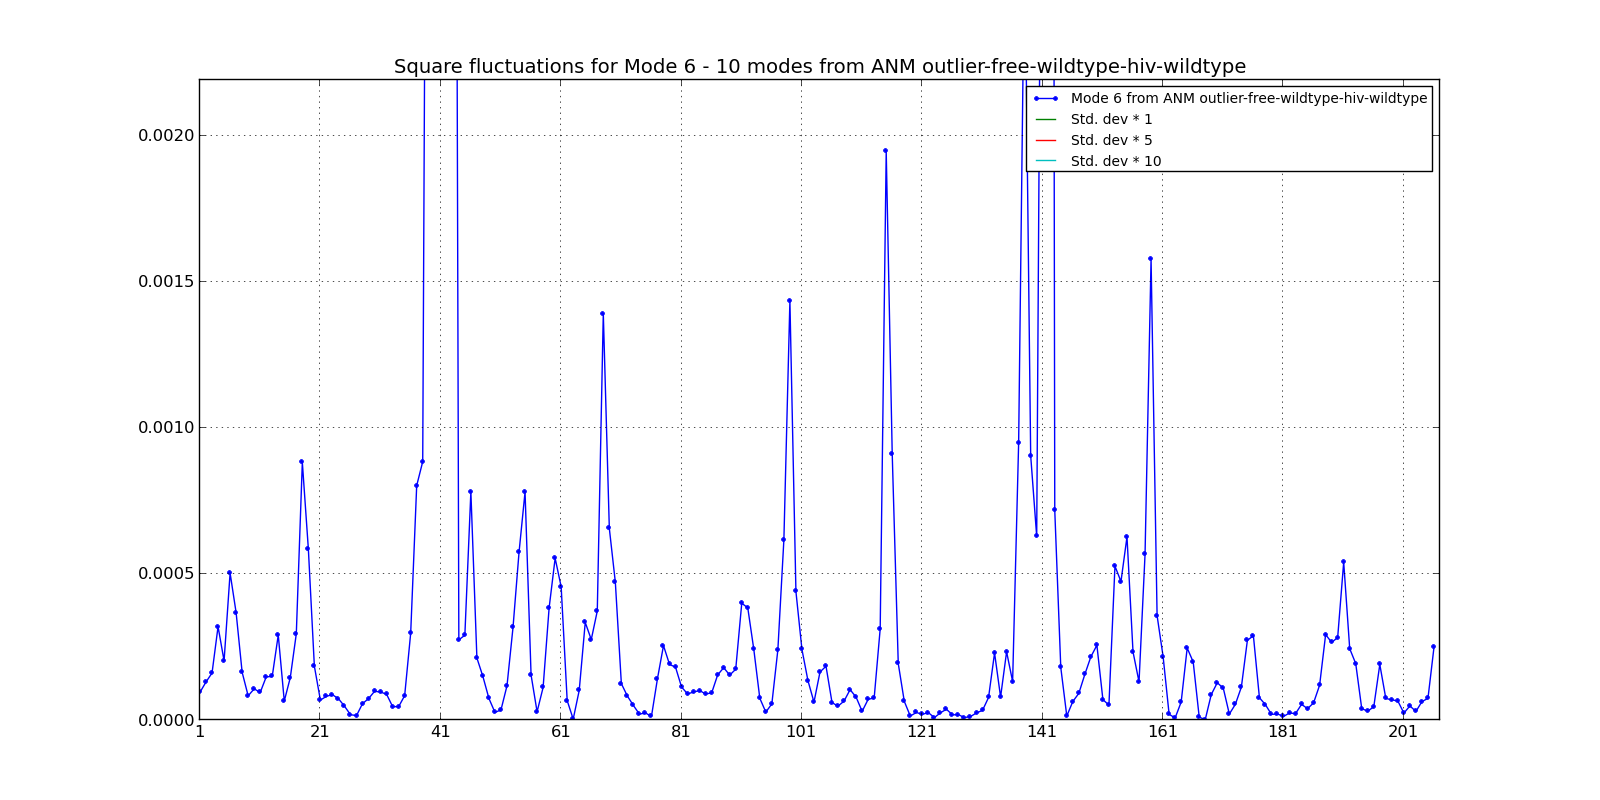 Square fluctuations for Mode 6 - 10 modes from ANM outlier-free-wildtype-hiv-wildtype
Mode 6 from ANM outlier-free-wildtype-hiv-wildtype
Std. dev * 1
Std. dev * 5
Std. dev * 10
0.0020
0.0015
0.0010
0.0005
0.0000
1 21 41 61 81 101 121 141 161 181 201